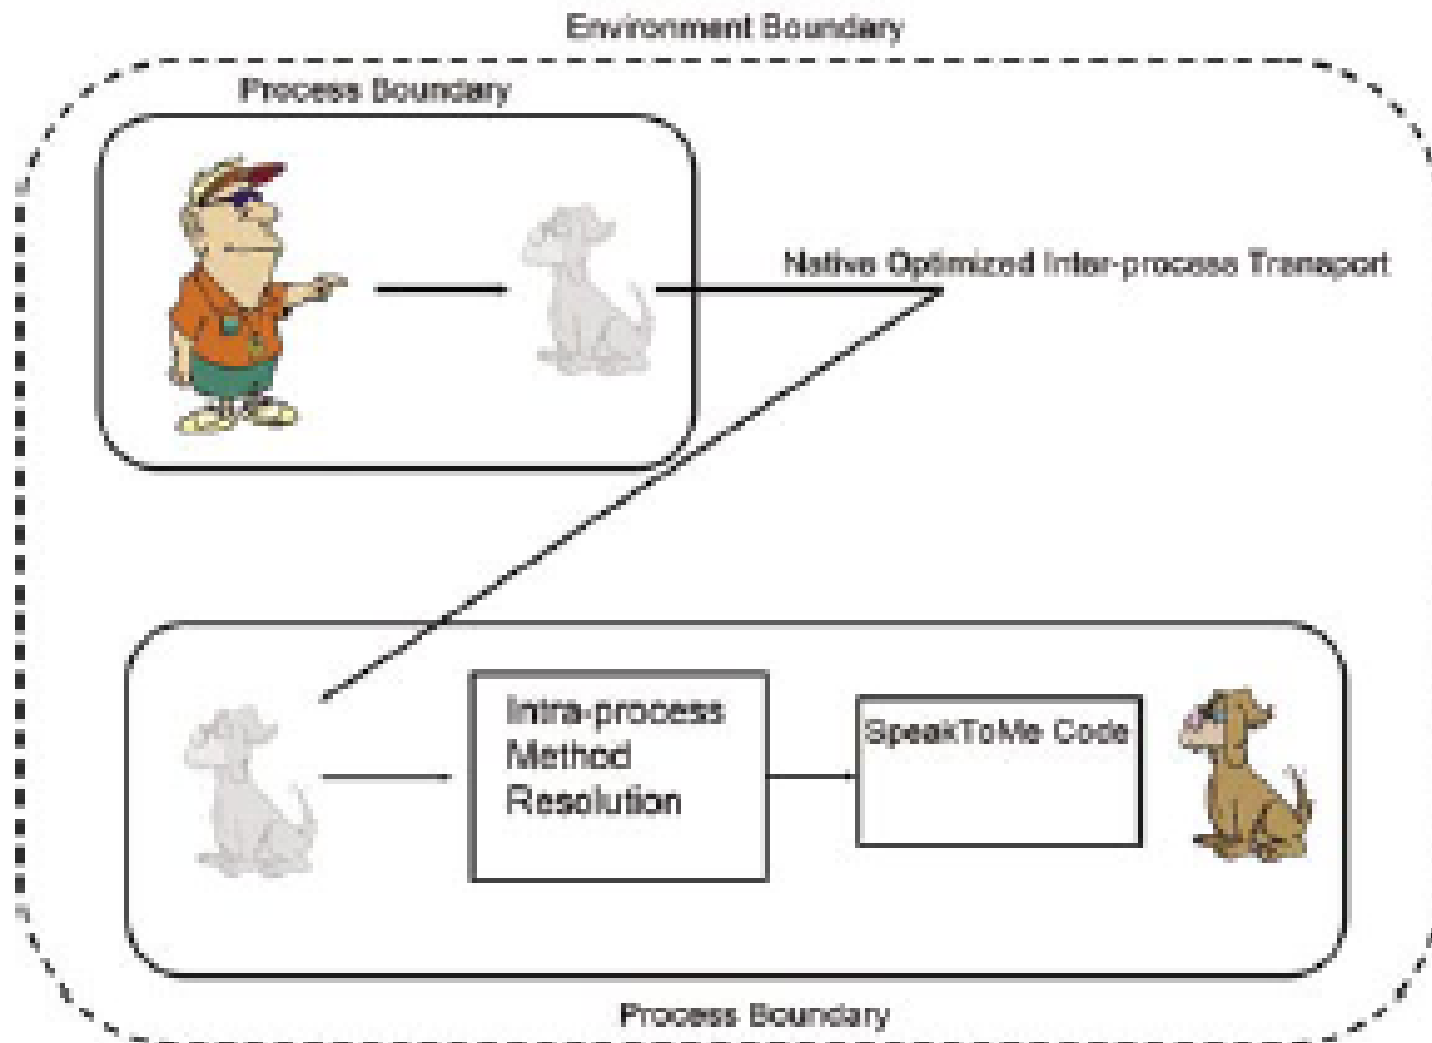 Environment Boundary
Process Boundary
Native Optimized Inter-process Transport
Intra-process
Method
Resolution
SpeakToMe Code
Process Boundary